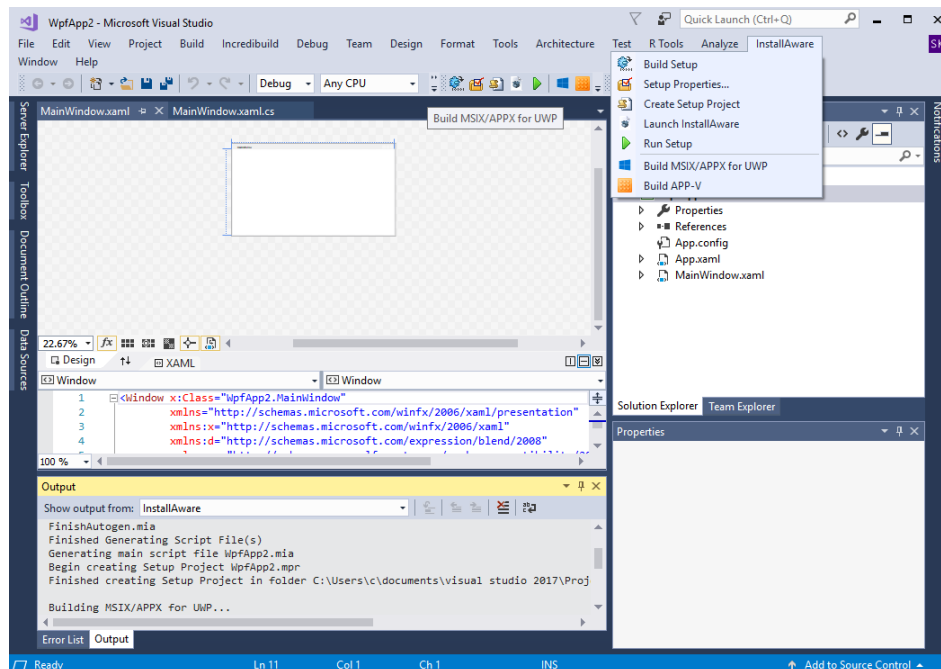 WpfApp2 - Microsoft Visual Studio
Quick Launch (Ctrl+Q)
File Edit View Project Build Incredibuild Debug Team Design Format Tools Architecture Test R Tools Analyze InstallAware
Window Help
Debug Any CPU
Build Setup
Setup Properties...
Create Setup Project
Launch InstallAware
Run Setup
Build MSIX/APPX for UWP
Build APP-V
Build MSIX/APPX for UWP
Server Explorer
Toolbox
Document Outline
Data Sources
Notifications
MainWindow.xaml
MainWindow.xaml.cs
Properties
References
App.config
App.xaml
MainWindow.xaml
22.67%
fx
Design
XAML
Window
Window
1 <Window x:Class="WpfApp2.MainWindow"
2 xmlns="http://schemas.microsoft.com/winfx/2006/xaml/presentation"
3 xmlns:x="http://schemas.microsoft.com/winfx/2006/xaml"
4 xmlns:d="http://schemas.microsoft.com/expression/blend/2008"
100 %
Solution Explorer Team Explorer
Properties
Output
Show output from: InstallAware
FinishAutogen.mia
Finished Generating Script File(s)
Generating main script file WpfApp2.mia
Begin creating Setup Project WpfApp2.mpr
Finished creating Setup Project in folder C:\Users\c\documents\visual studio 2017\Proj
Building MSIX/APPX for UWP...
Error List Output
Ready Ln 11 Col 1 Ch 1 INS Add to Source Control